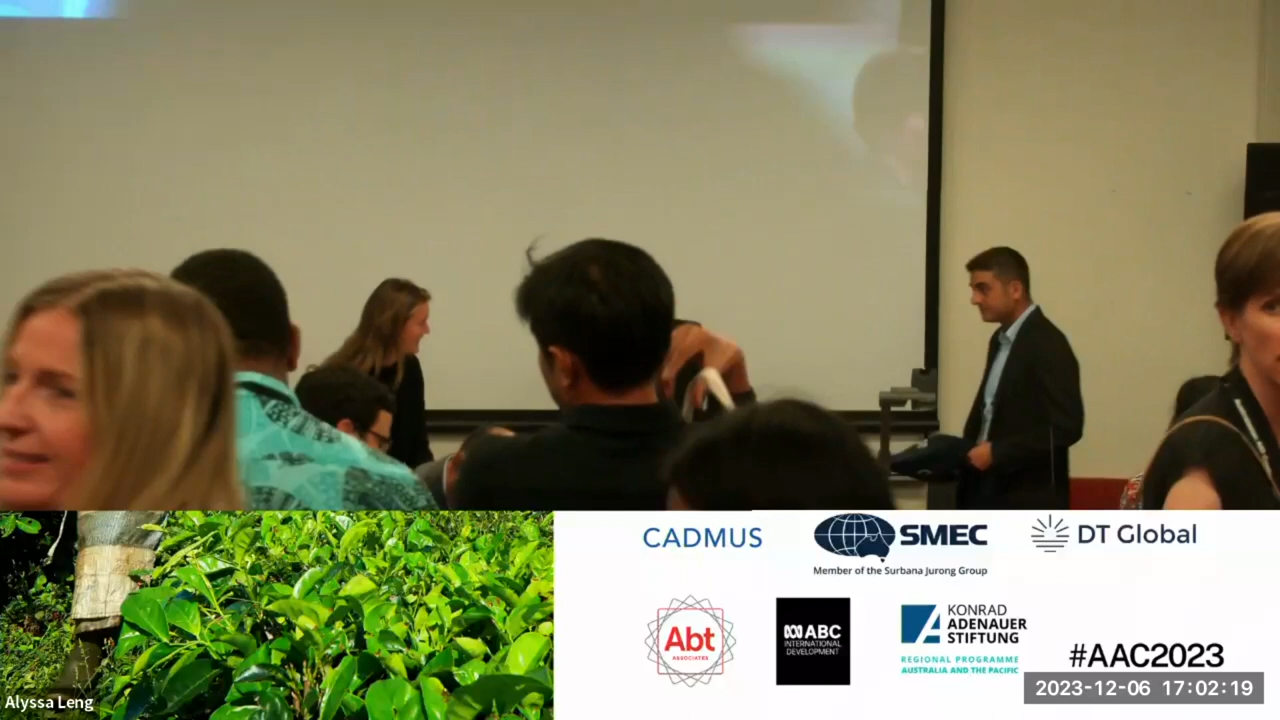 CADMUS
SMEC
Member of the Surbana Jurong Group
DT Global
Abt
ASSOCIATES
ABC
INTERNATIONAL
DEVELOPMENT
KONRAD
ADENAUER
STIFTUNG
REGIONAL PROGRAMME
AUSTRALIA AND THE PACIFIC
#AAC2023
2023-12-06 17:02:19
Alyssa Leng